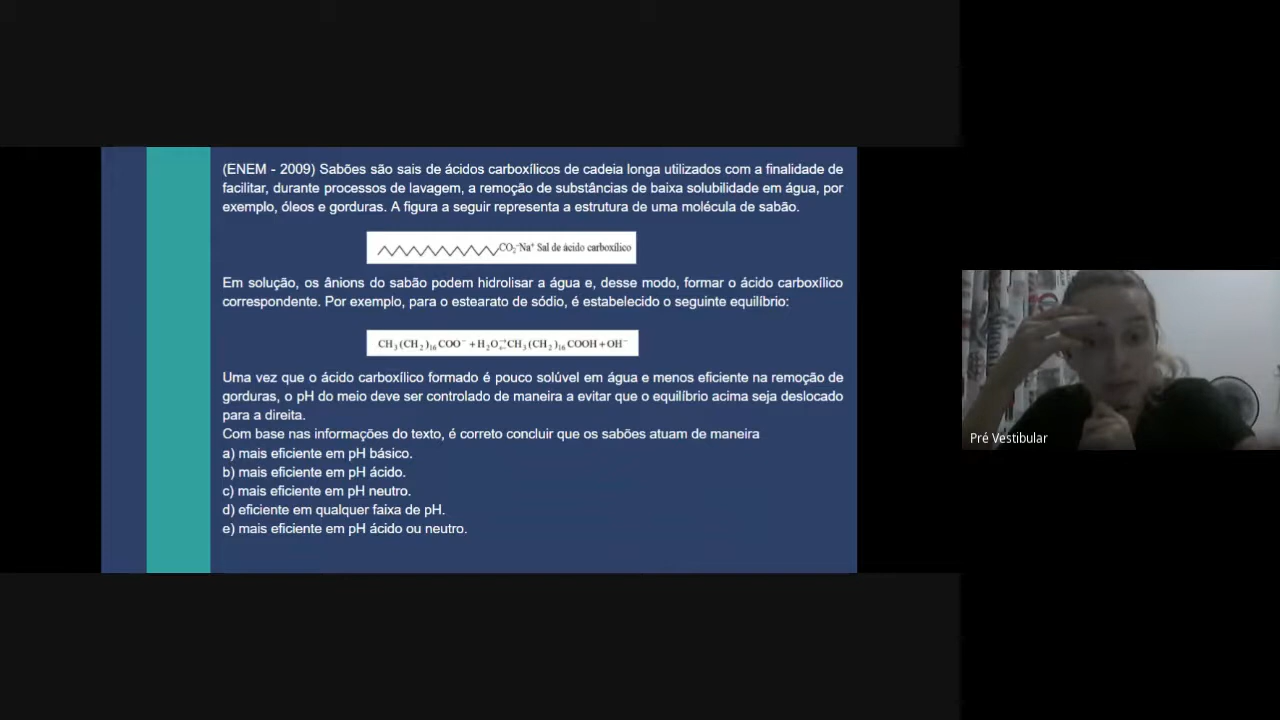 (ENEM - 2009) Sabões são sais de ácidos carboxílicos de cadeia longa utilizados com a finalidade de
facilitar, durante processos de lavagem, a remoção de substâncias de baixa solubilidade em água, por
exemplo, óleos e gorduras. A figura a seguir representa a estrutura de uma molécula de sabão.
CO₂⁻Na⁺ Sal de ácido carboxílico
Em solução, os ânions do sabão podem hidrolisar a água e, desse modo, formar o ácido carboxílico
correspondente. Por exemplo, para o estearato de sódio, é estabelecido o seguinte equilíbrio:
CH₃(CH₂)₁₆COO⁻ + H₂O ⇄ CH₃(CH₂)₁₆COOH + OH⁻
Uma vez que o ácido carboxílico formado é pouco solúvel em água e menos eficiente na remoção de
gorduras, o pH do meio deve ser controlado de maneira a evitar que o equilíbrio acima seja deslocado
para a direita.
Com base nas informações do texto, é correto concluir que os sabões atuam de maneira
a) mais eficiente em pH básico.
b) mais eficiente em pH ácido.
c) mais eficiente em pH neutro.
d) eficiente em qualquer faixa de pH.
e) mais eficiente em pH ácido ou neutro.
Pré Vestibular